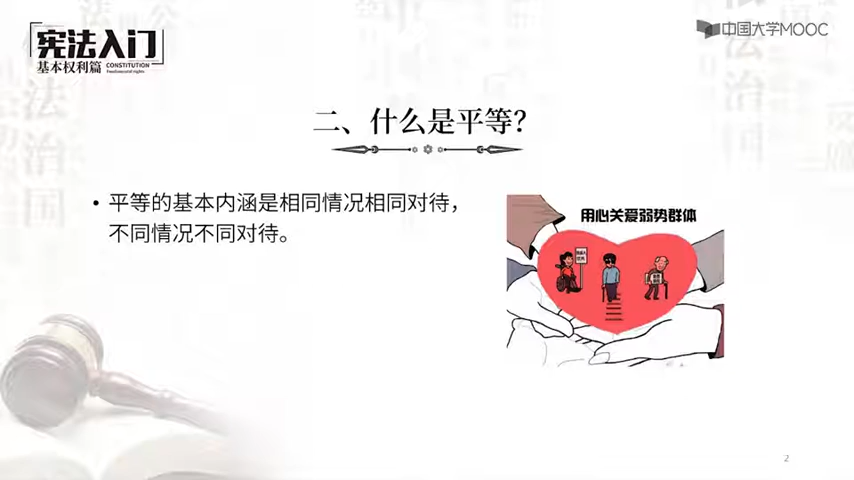 宪法入门
基本权利篇 CONSTITUTION
Fundamental rights
中国大学MOOC
二、什么是平等？
• 平等的基本内涵是相同情况相同对待，
不同情况不同对待。
用心关爱弱势群体
2